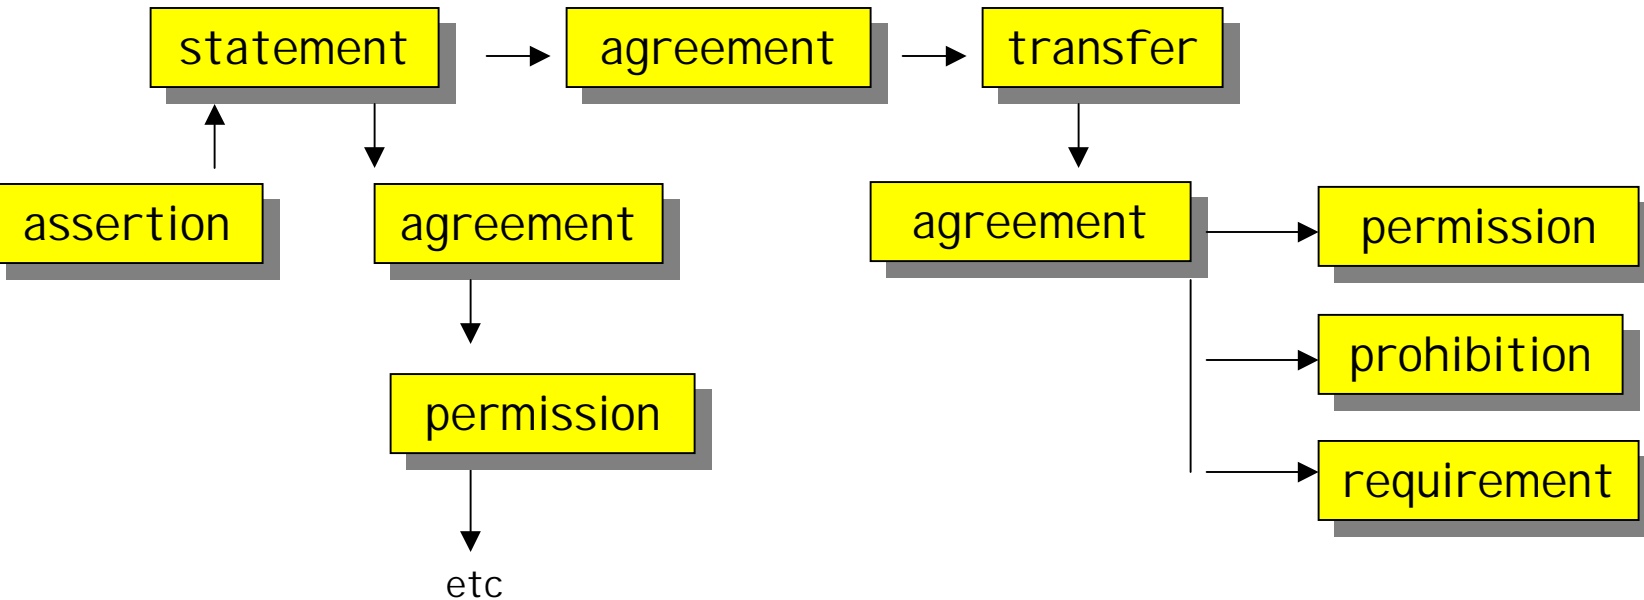 statement
agreement
transfer
assertion
agreement
agreement
permission
prohibition
permission
requirement
etc